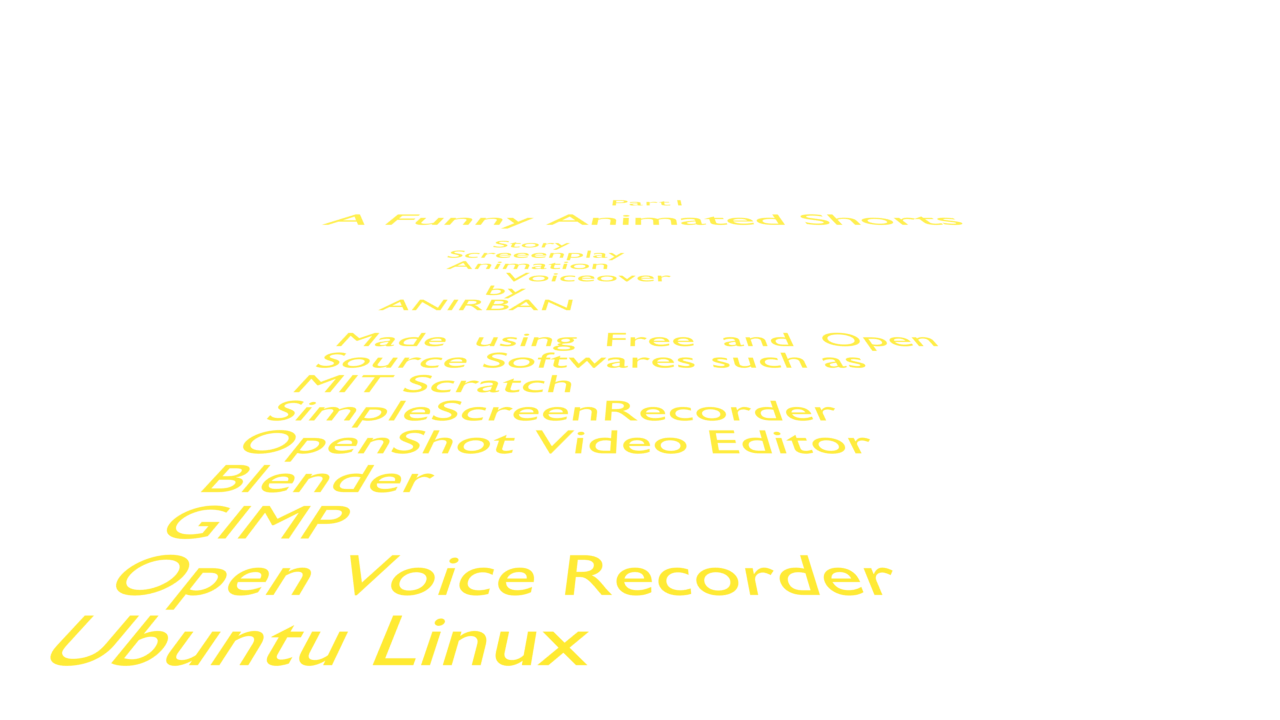 Part1
A Funny Animated Shorts
Story
Screeenplay
Animation
Voiceover
by
ANIRBAN
Made using Free and Open
Source Softwares such as
MIT Scratch
SimpleScreenRecorder
OpenShot Video Editor
Blender
GIMP
Open Voice Recorder
Ubuntu Linux